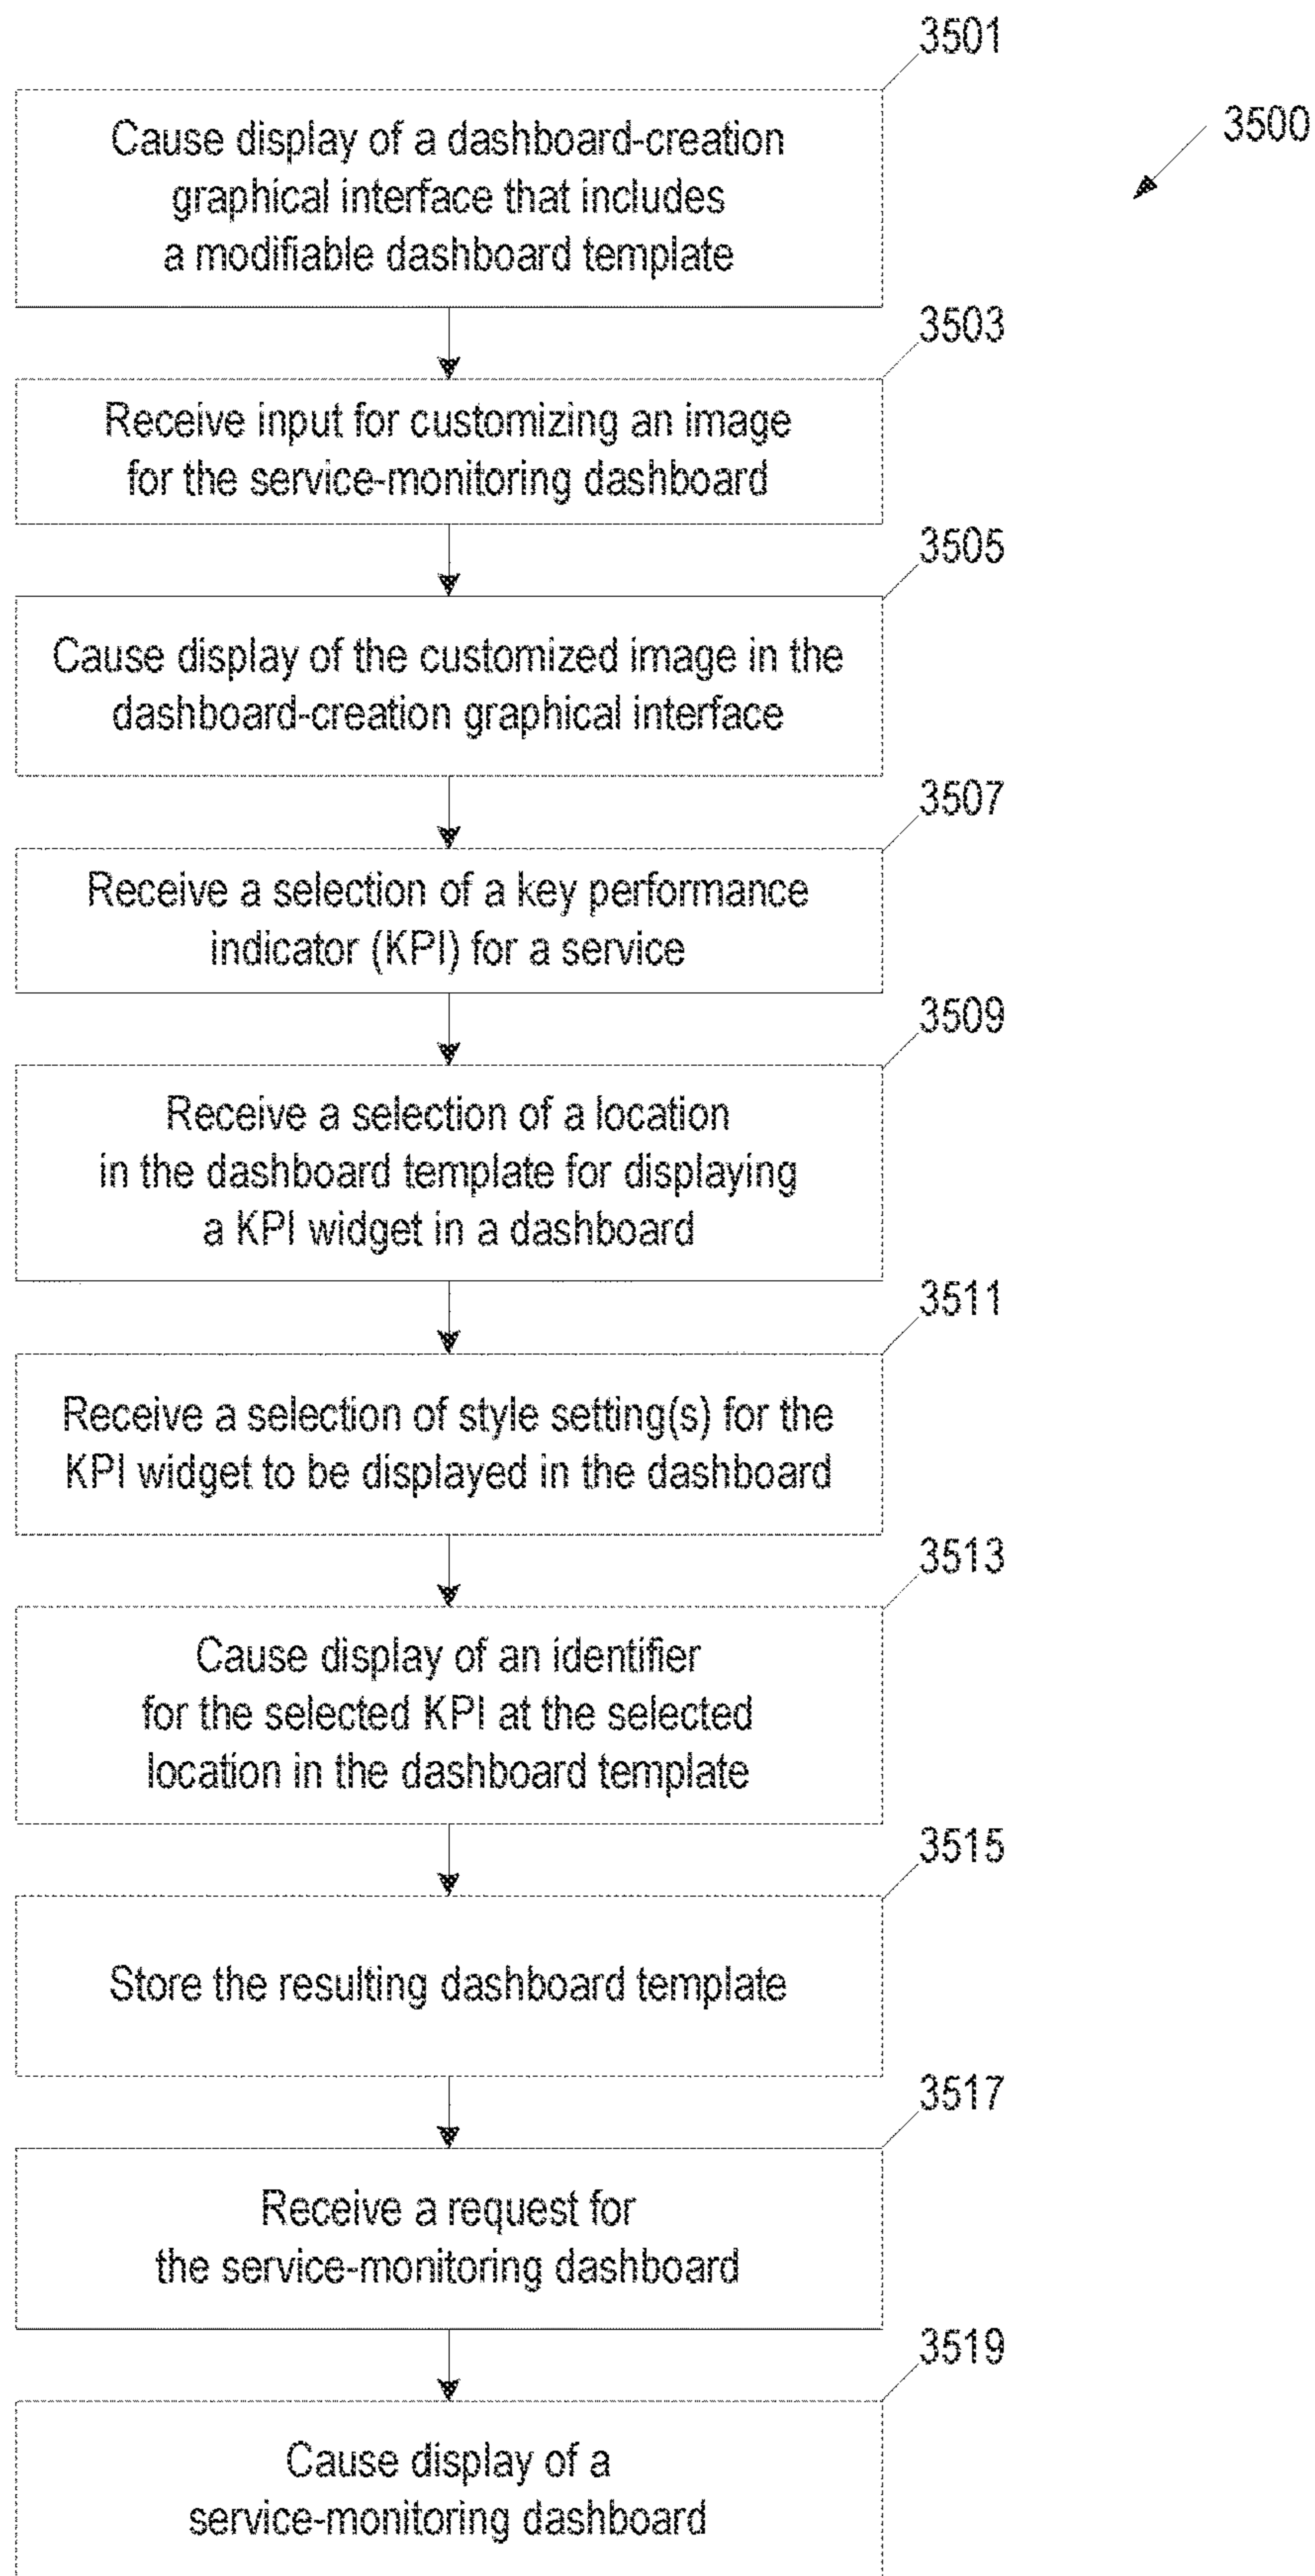 3501
3500
Cause display of a dashboard-creation
graphical interface that includes
a modifiable dashboard template
3503
Receive input for customizing an image
for the service-monitoring dashboard
3505
Cause display of the customized image in the
dashboard-creation graphical interface
3507
Receive a selection of a key performance
indicator (KPI) for a service
3509
Receive a selection of a location
in the dashboard template for displaying
a KPI widget in a dashboard
3511
Receive a selection of style setting(s) for the
KPI widget to be displayed in the dashboard
3513
Cause display of an identifier
for the selected KPI at the selected
location in the dashboard template
3515
Store the resulting dashboard template
3517
Receive a request for
the service-monitoring dashboard
3519
Cause display of a
service-monitoring dashboard